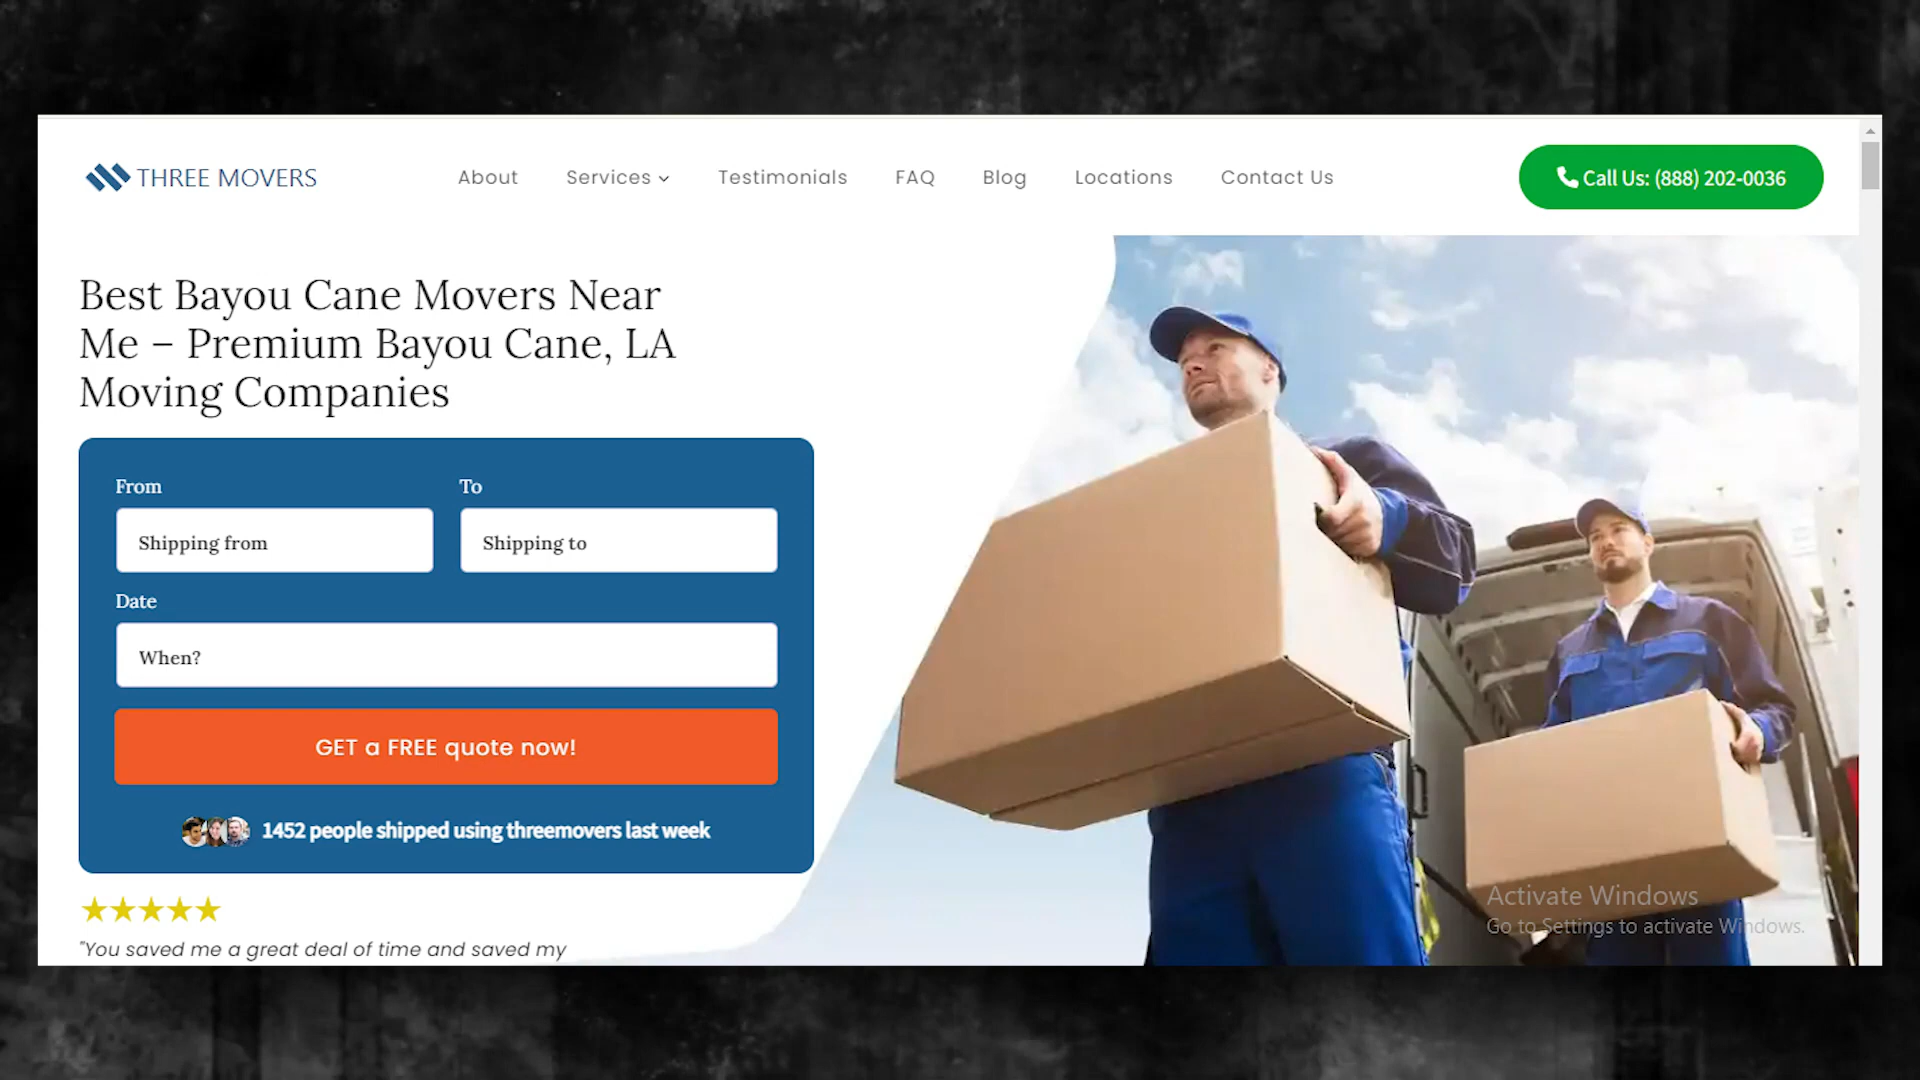 THREE MOVERS
About
Services
Testimonials
FAQ
Blog
Locations
Contact Us
Call Us: (888) 202-0036
Best Bayou Cane Movers Near
Me – Premium Bayou Cane, LA
Moving Companies
From
To
Shipping from
Shipping to
Date
When?
GET a FREE quote now!
1452 people shipped using threemovers last week
"You saved me a great deal of time and saved my
Activate Windows
Go to Settings to activate Windows.